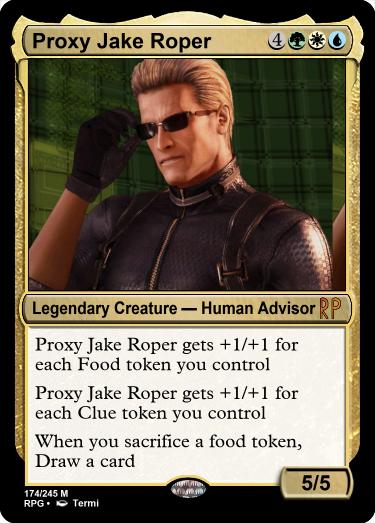 Proxy Jake Roper 4
Legendary Creature — Human Advisor RP
Proxy Jake Roper gets +1/+1 for
each Food token you control
Proxy Jake Roper gets +1/+1 for
each Clue token you control
When you sacrifice a food token,
Draw a card
5/5
174/245 M
RPG • Termi